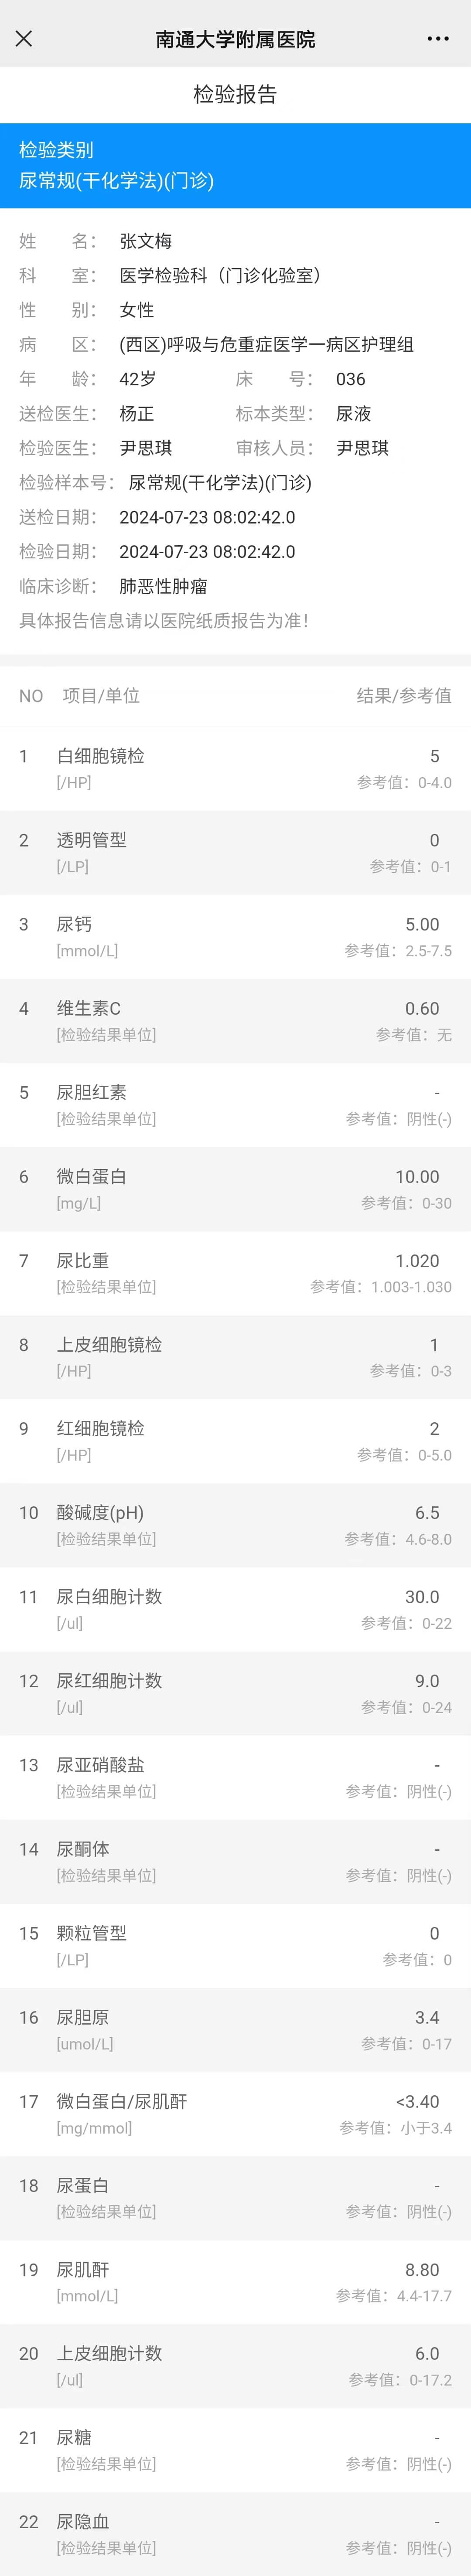 南通大学附属医院
检验报告
检验类别
尿常规(干化学法)(门诊)
姓 名： 张文梅
科 室： 医学检验科（门诊化验室）
性 别： 女性
病 区： (西区)呼吸与危重症医学一病区护理组
年 龄： 42岁 床 号： 036
送检医生： 杨正 标本类型： 尿液
检验医生： 尹思琪 审核人员： 尹思琪
检验样本号： 尿常规(干化学法)(门诊)
送检日期： 2024-07-23 08:02:42.0
检验日期： 2024-07-23 08:02:42.0
临床诊断： 肺恶性肿瘤
具体报告信息请以医院纸质报告为准！
NO 项目/单位 结果/参考值
1 白细胞镜检 5
[/HP] 参考值：0-4.0
2 透明管型 0
[/LP] 参考值：0-1
3 尿钙 5.00
[mmol/L] 参考值：2.5-7.5
4 维生素C 0.60
[检验结果单位] 参考值：无
5 尿胆红素 -
[检验结果单位] 参考值：阴性(-)
6 微白蛋白 10.00
[mg/L] 参考值：0-30
7 尿比重 1.020
[检验结果单位] 参考值：1.003-1.030
8 上皮细胞镜检 1
[/HP] 参考值：0-3
9 红细胞镜检 2
[/HP] 参考值：0-5.0
10 酸碱度(pH) 6.5
[检验结果单位] 参考值：4.6-8.0
11 尿白细胞计数 30.0
[/ul] 参考值：0-22
12 尿红细胞计数 9.0
[/ul] 参考值：0-24
13 尿亚硝酸盐 -
[检验结果单位] 参考值：阴性(-)
14 尿酮体 -
[检验结果单位] 参考值：阴性(-)
15 颗粒管型 0
[/LP] 参考值：0
16 尿胆原 3.4
[umol/L] 参考值：0-17
17 微白蛋白/尿肌酐 <3.40
[mg/mmol] 参考值：小于3.4
18 尿蛋白 -
[检验结果单位] 参考值：阴性(-)
19 尿肌酐 8.80
[mmol/L] 参考值：4.4-17.7
20 上皮细胞计数 6.0
[/ul] 参考值：0-17.2
21 尿糖 -
[检验结果单位] 参考值：阴性(-)
22 尿隐血 -
[检验结果单位] 参考值：阴性(-)